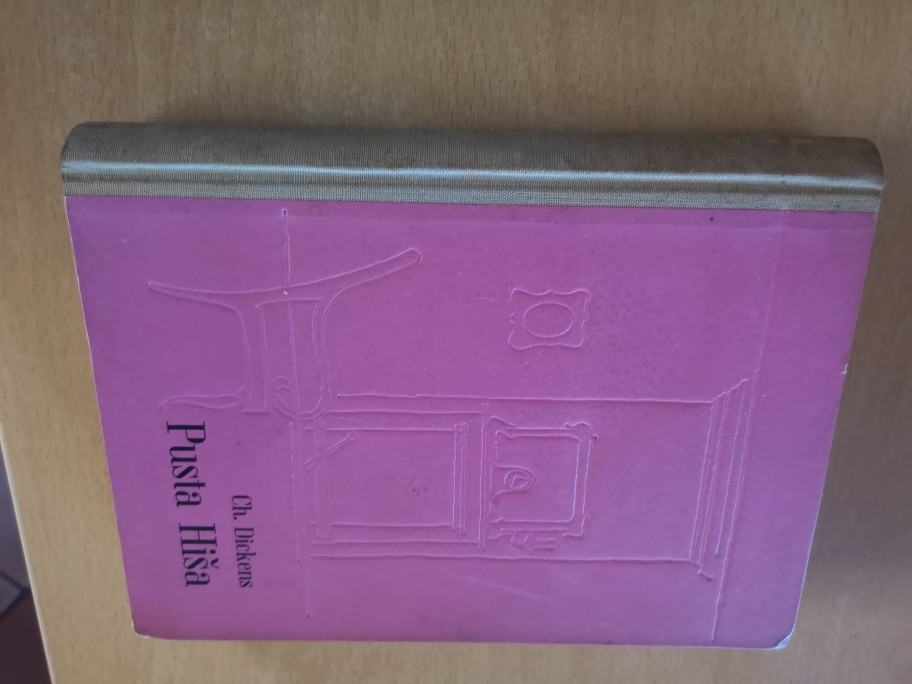 Ch. Dickens
Pusta Hiša